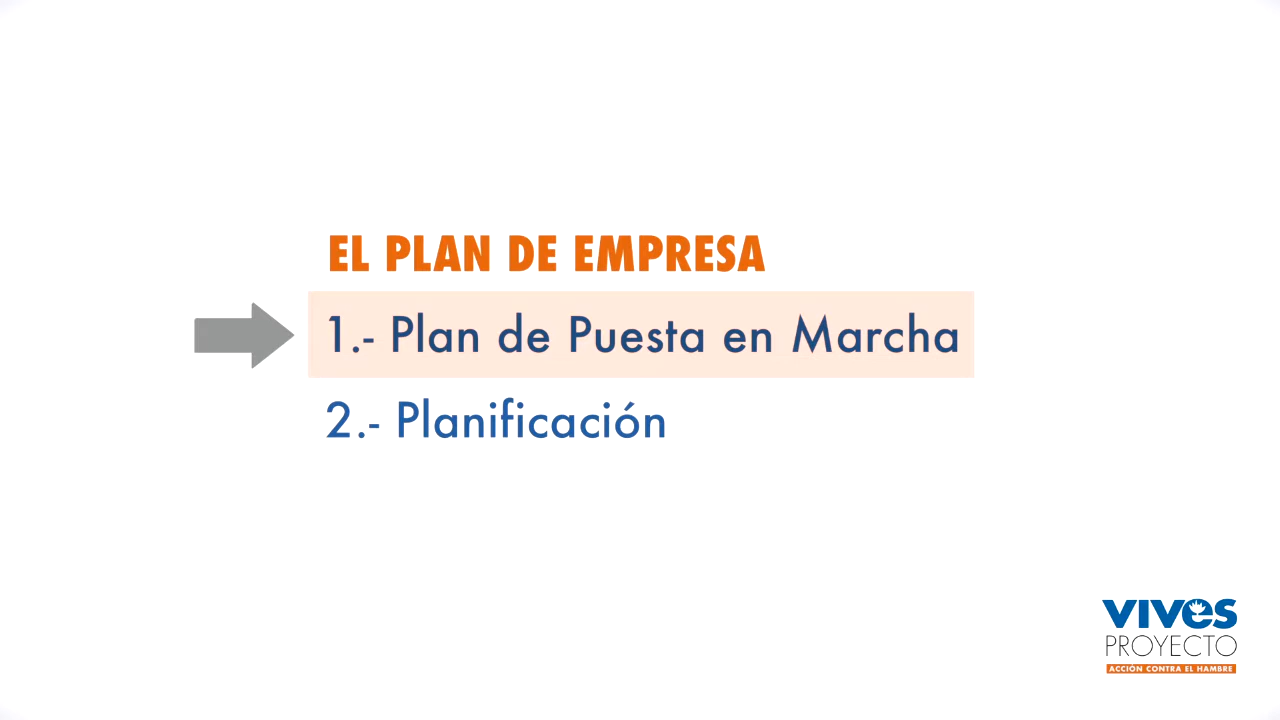 EL PLAN DE EMPRESA
1.- Plan de Puesta en Marcha
2.- Planificación
VIVES
PROYECTO
ACCIÓN CONTRA EL HAMBRE